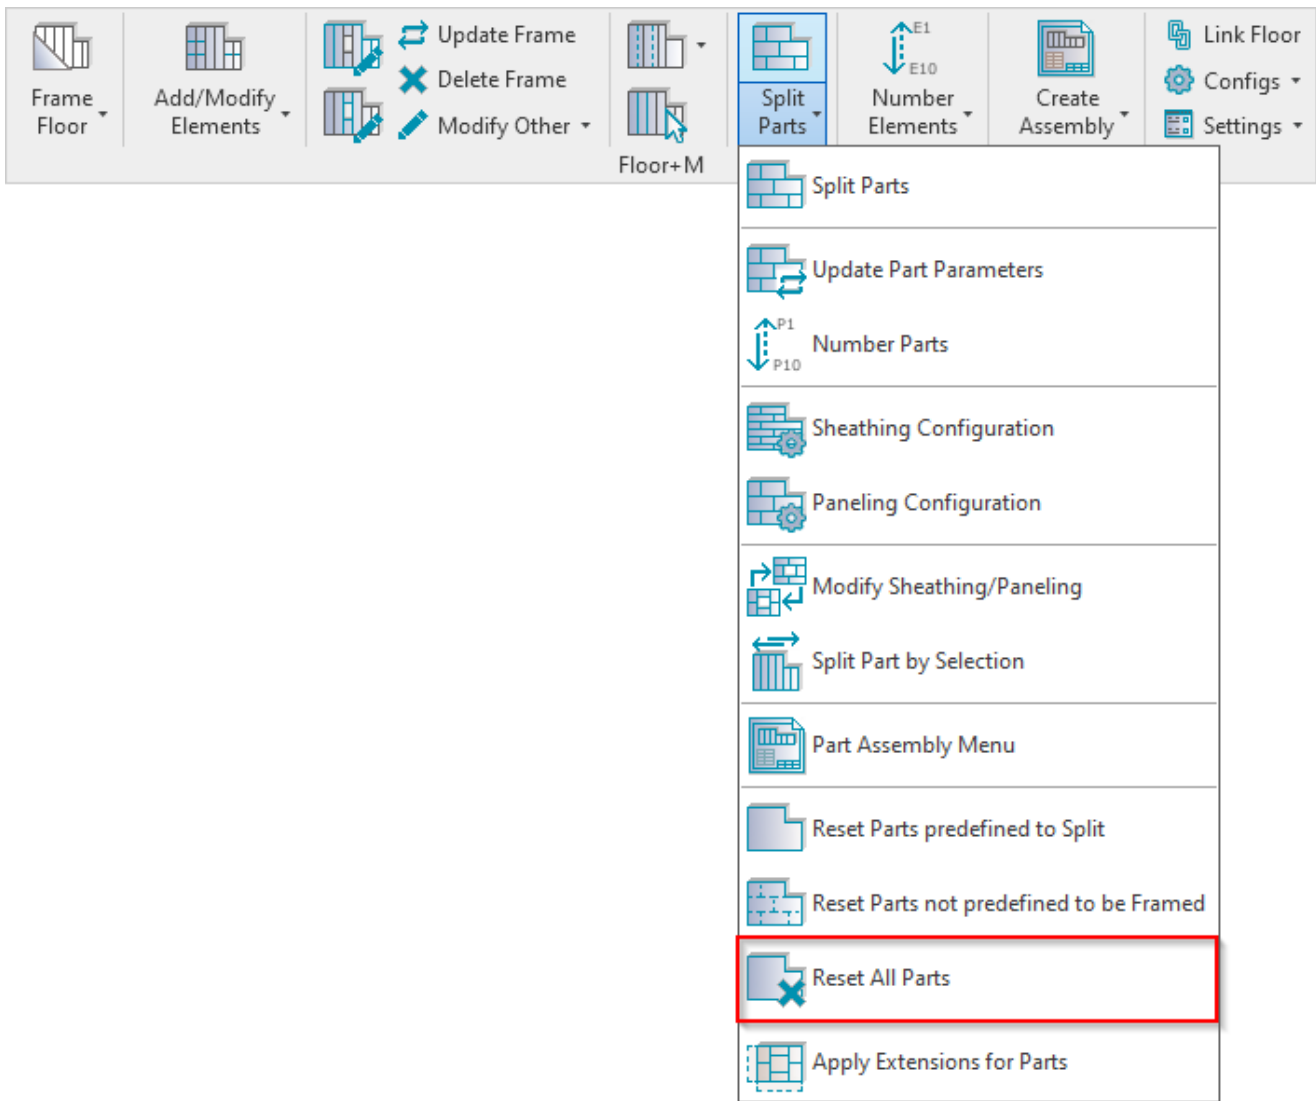 Frame
Floor
Add/Modify
Elements
Update Frame
Delete Frame
Modify Other
Floor+M
Split
Parts
E1
E10
Number
Elements
Create
Assembly
Link Floor
Configs
Settings
Split Parts
Update Part Parameters
P1
P10
Number Parts
Sheathing Configuration
Paneling Configuration
Modify Sheathing/Paneling
Split Part by Selection
Part Assembly Menu
Reset Parts predefined to Split
Reset Parts not predefined to be Framed
Reset All Parts
Apply Extensions for Parts